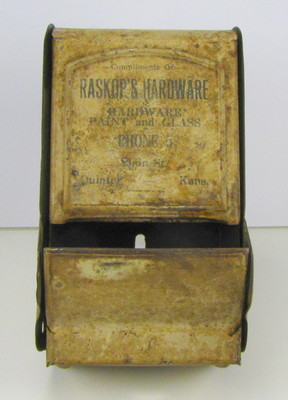 Compliments Of
RASKOP'S HARDWARE
HARDWARE
PAINT and GLASS
PHONE 5
Main St.
Quinter Kans.